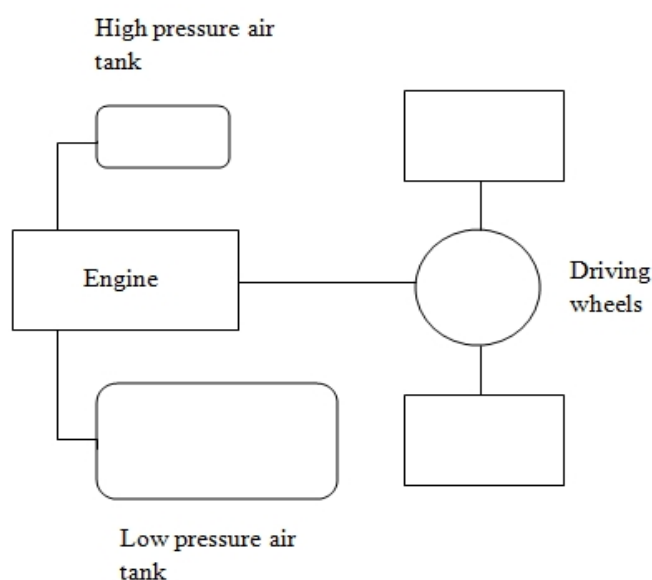 High pressure air
tank
Engine
Driving
wheels
Low pressure air
tank